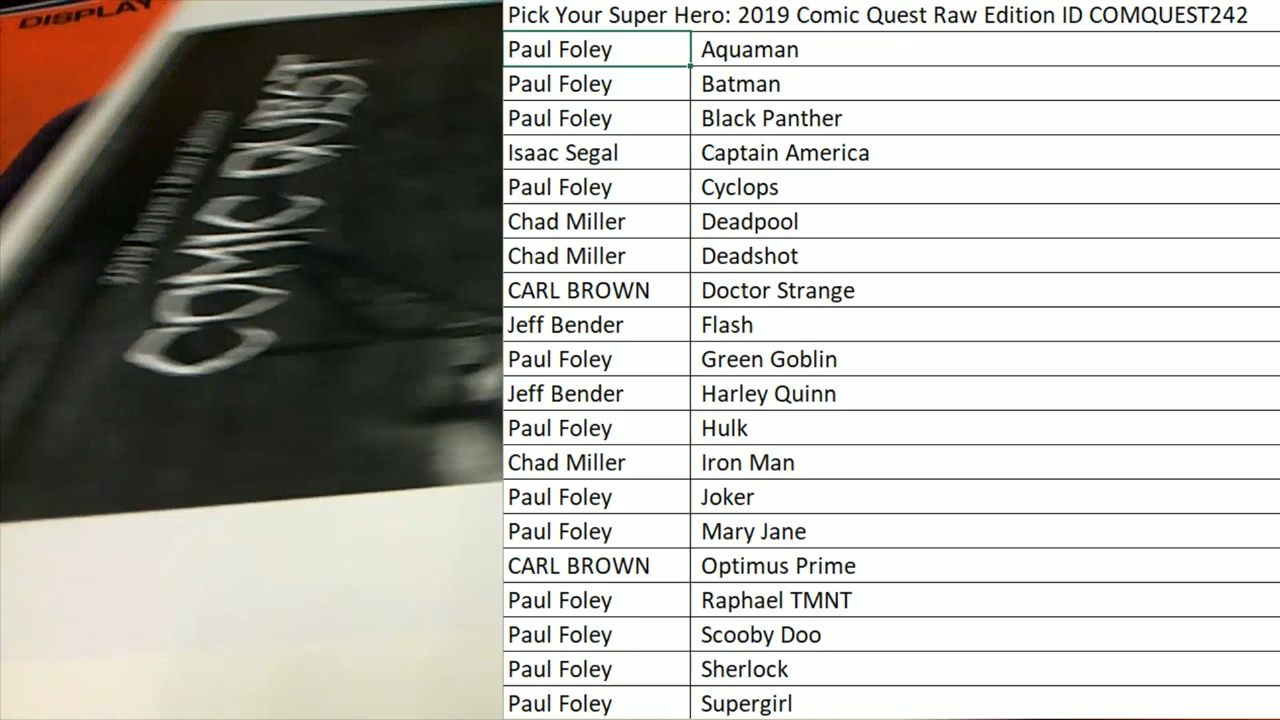 DISPLAY
COMIC QUEST
Pick Your Super Hero: 2019 Comic Quest Raw Edition ID COMQUEST242
Paul Foley Aquaman
Paul Foley Batman
Paul Foley Black Panther
Isaac Segal Captain America
Paul Foley Cyclops
Chad Miller Deadpool
Chad Miller Deadshot
CARL BROWN Doctor Strange
Jeff Bender Flash
Paul Foley Green Goblin
Jeff Bender Harley Quinn
Paul Foley Hulk
Chad Miller Iron Man
Paul Foley Joker
Paul Foley Mary Jane
CARL BROWN Optimus Prime
Paul Foley Raphael TMNT
Paul Foley Scooby Doo
Paul Foley Sherlock
Paul Foley Supergirl